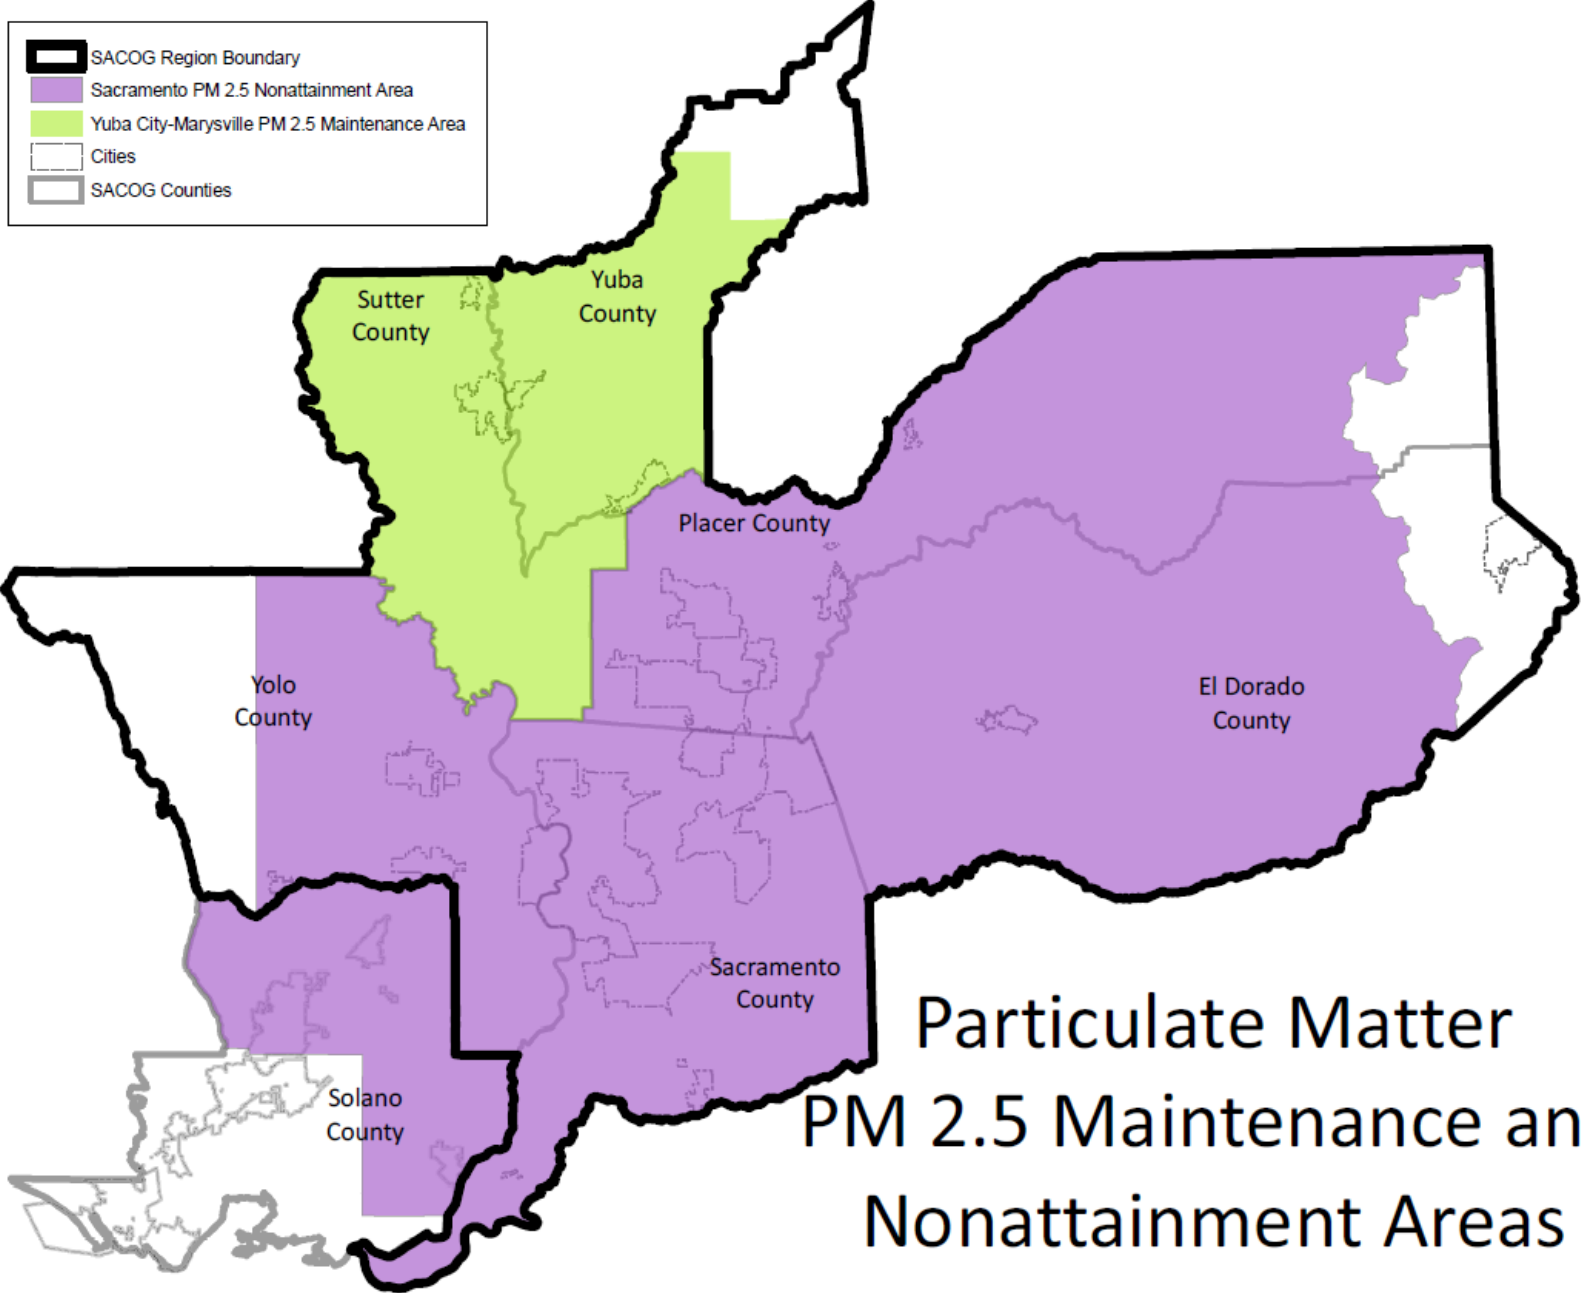 SACOG Region Boundary
Sacramento PM 2.5 Nonattainment Area
Yuba City-Marysville PM 2.5 Maintenance Area
Cities
SACOG Counties
Yuba
County
Sutter
County
Placer County
Yolo
County
El Dorado
County
Sacramento
County
Solano
County
Particulate Matter
PM 2.5 Maintenance an
Nonattainment Areas